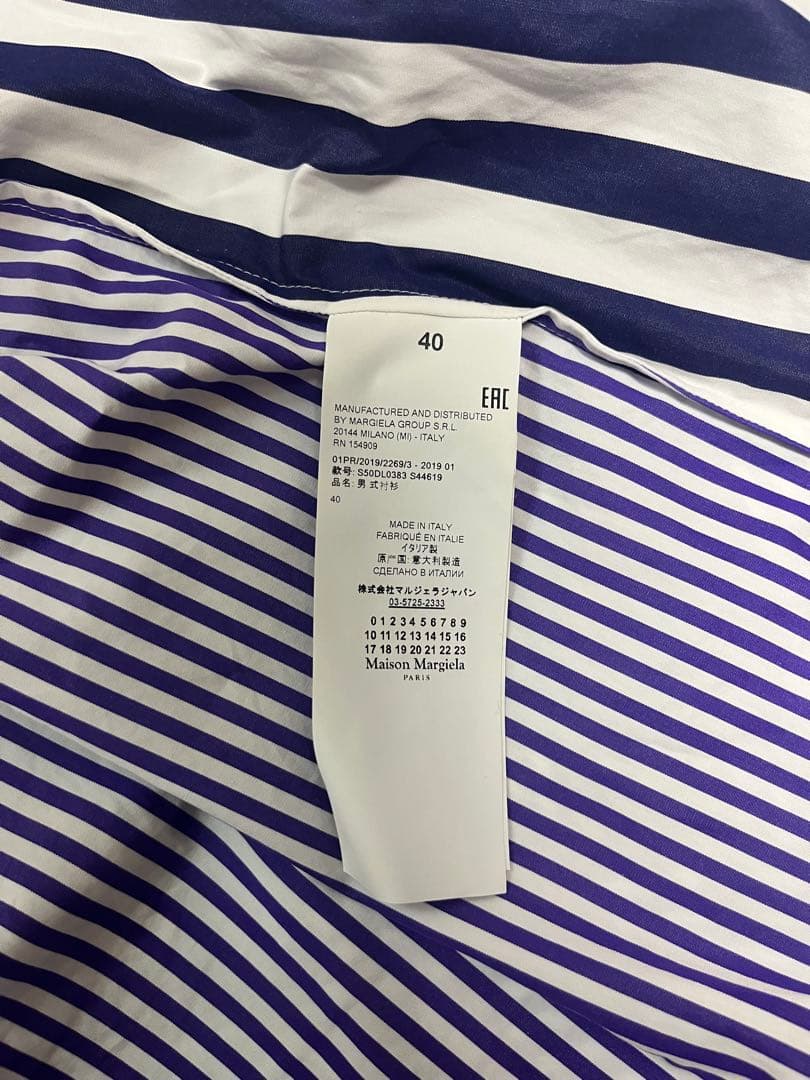 40
EAC
MANUFACTURED AND DISTRIBUTED
BY MARGIELA GROUP S.R.L.
20144 MILANO (MI) - ITALY
RN 154909
01PR/2019/2269/3 - 2019 01
款号: S50DL0383 S44619
品名: 男 式衬衫
40
MADE IN ITALY
FABRIQUÉ EN ITALIE
イタリア製
原产国: 意大利製造
СДЕЛАНО В ИТАЛИИ
株式会社マルジェラジャパン
03-5725-2333
0 1 2 3 4 5 6 7 8 9
10 11 12 13 14 15 16
17 18 19 20 21 22 23
Maison Margiela
PARIS